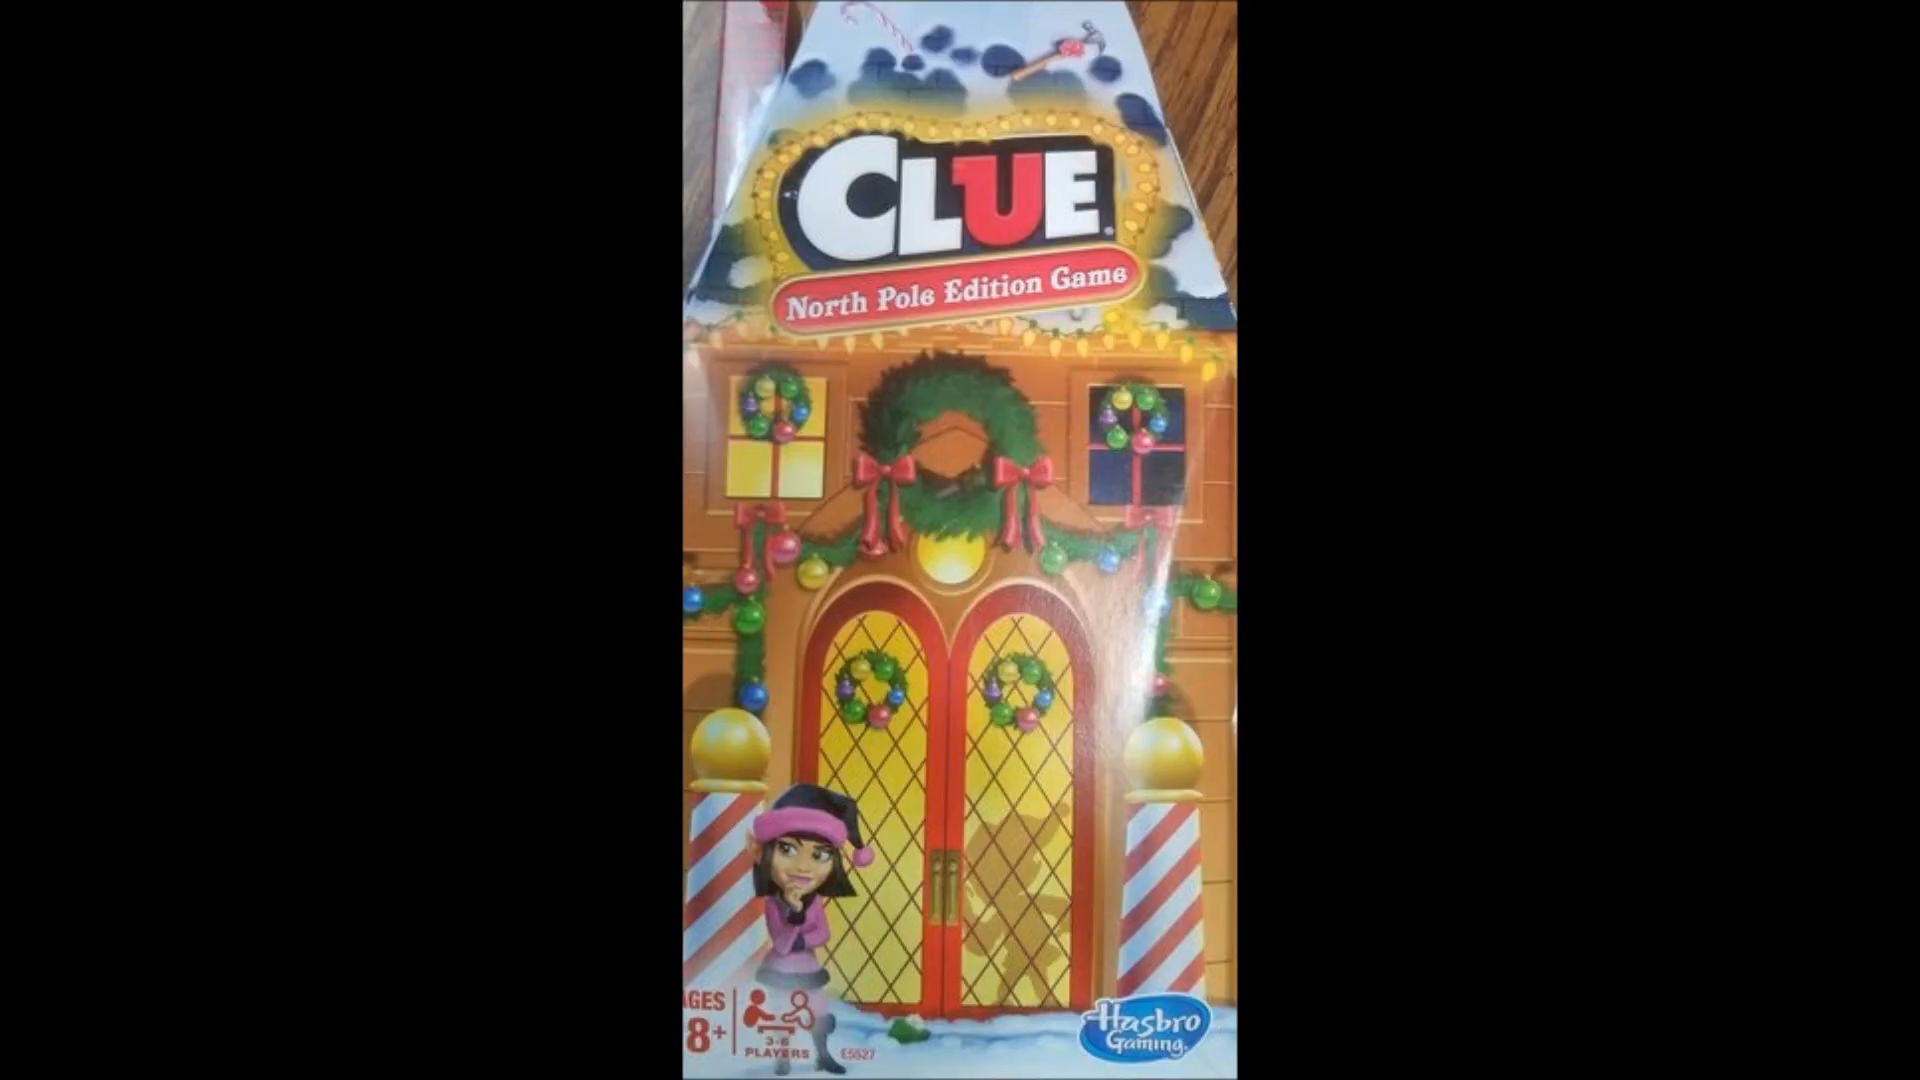 CLUE
North Pole Edition Game
AGES
8+
3-6
PLAYERS
E5527
Hasbro
Gaming